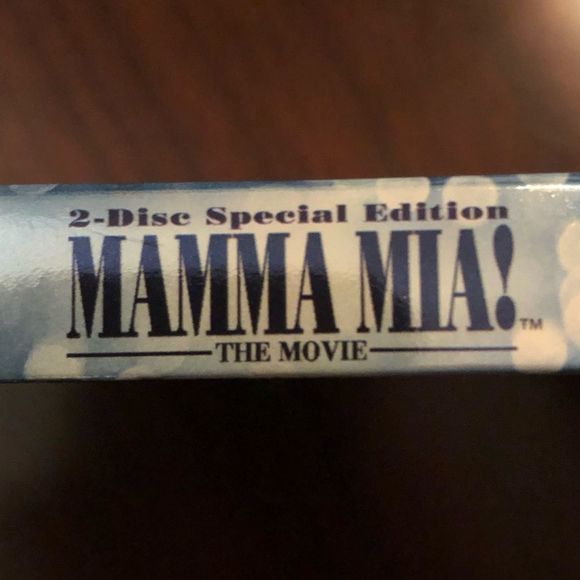 2-Disc Special Edition
MAMMA MIA!™
THE MOVIE